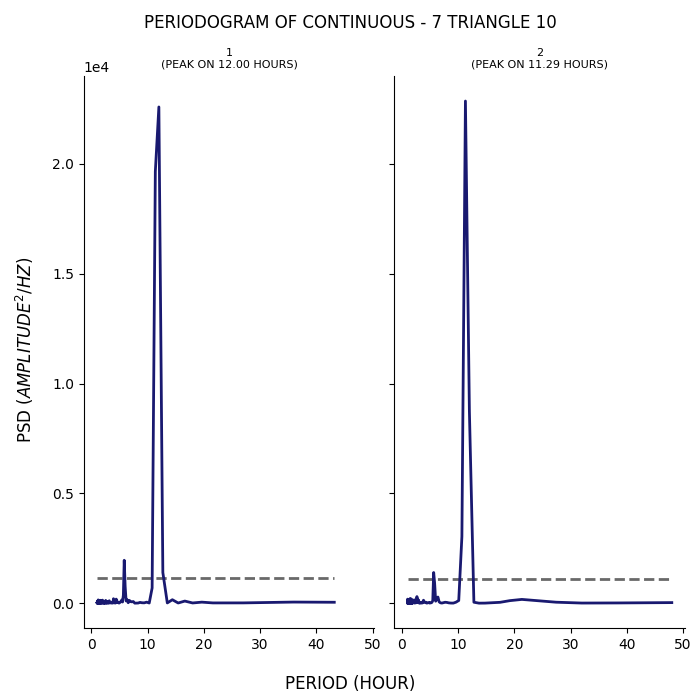 PERIODOGRAM OF CONTINUOUS - 7 TRIANGLE 10
1
(PEAK ON 12.00 HOURS)
2
(PEAK ON 11.29 HOURS)
1e4
2.0
1.5
1.0
0.5
0.0
PSD (AMPLITUDE²/HZ)
0 10 20 30 40 50
0 10 20 30 40 50
PERIOD (HOUR)